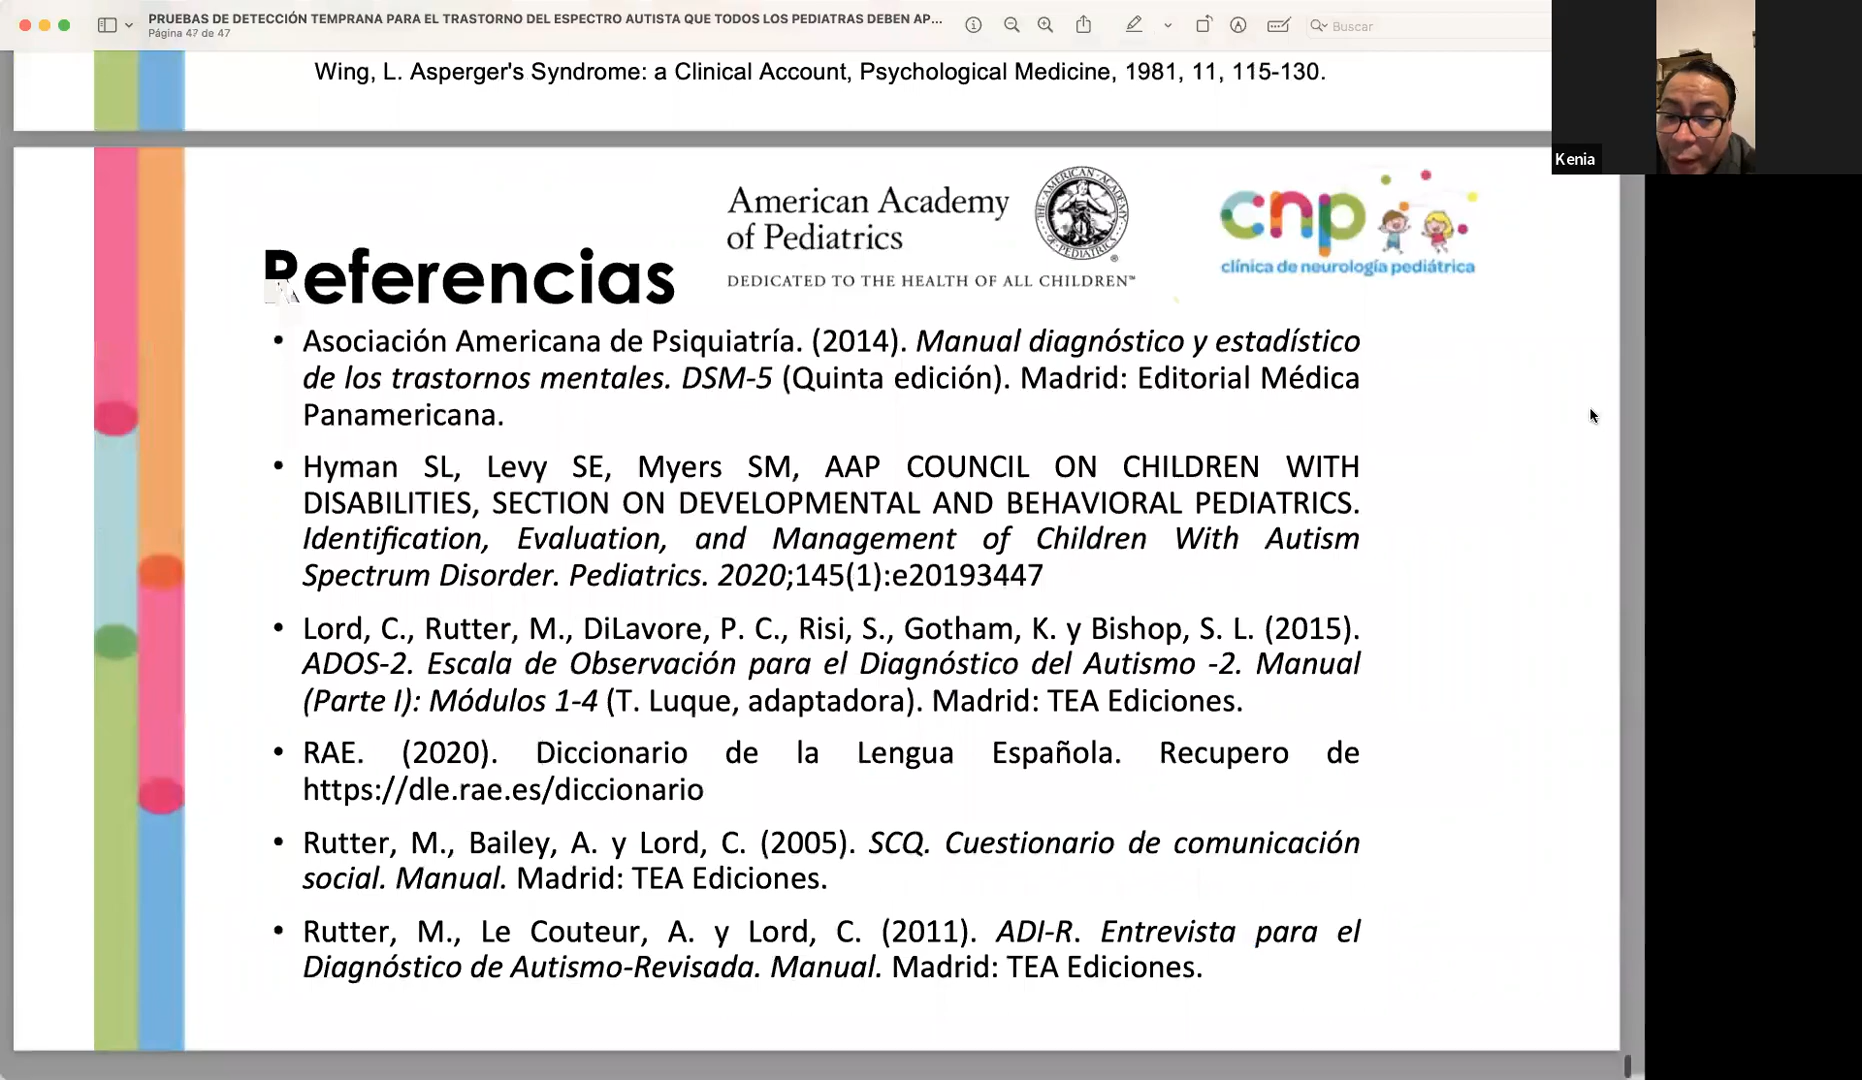 PRUEBAS DE DETECCIÓN TEMPRANA PARA EL TRASTORNO DEL ESPECTRO AUTISTA QUE TODOS LOS PEDIATRAS DEBEN AP...
Página 47 de 47
Buscar
Wing, L. Asperger's Syndrome: a Clinical Account, Psychological Medicine, 1981, 11, 115-130.
Kenia
American Academy
of Pediatrics
DEDICATED TO THE HEALTH OF ALL CHILDREN™
THE AMERICAN ACADEMY OF PEDIATRICS
cnp
clínica de neurología pediátrica
Referencias
• Asociación Americana de Psiquiatría. (2014). Manual diagnóstico y estadístico
de los trastornos mentales. DSM-5 (Quinta edición). Madrid: Editorial Médica
Panamericana.
• Hyman SL, Levy SE, Myers SM, AAP COUNCIL ON CHILDREN WITH
DISABILITIES, SECTION ON DEVELOPMENTAL AND BEHAVIORAL PEDIATRICS.
Identification, Evaluation, and Management of Children With Autism
Spectrum Disorder. Pediatrics. 2020;145(1):e20193447
• Lord, C., Rutter, M., DiLavore, P. C., Risi, S., Gotham, K. y Bishop, S. L. (2015).
ADOS-2. Escala de Observación para el Diagnóstico del Autismo -2. Manual
(Parte I): Módulos 1-4 (T. Luque, adaptadora). Madrid: TEA Ediciones.
• RAE. (2020). Diccionario de la Lengua Española. Recupero de
https://dle.rae.es/diccionario
• Rutter, M., Bailey, A. y Lord, C. (2005). SCQ. Cuestionario de comunicación
social. Manual. Madrid: TEA Ediciones.
• Rutter, M., Le Couteur, A. y Lord, C. (2011). ADI-R. Entrevista para el
Diagnóstico de Autismo-Revisada. Manual. Madrid: TEA Ediciones.